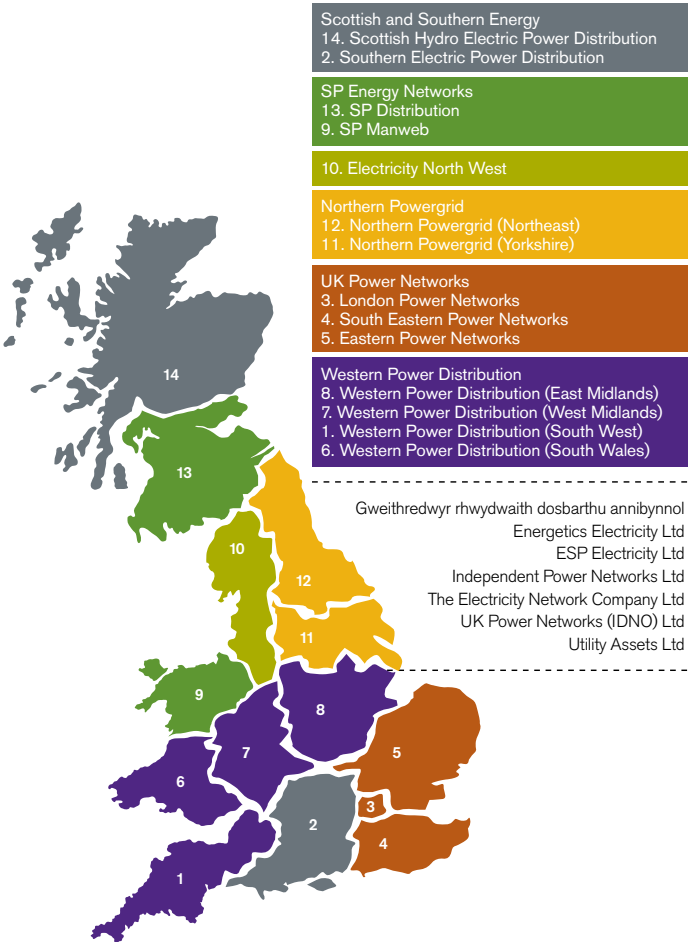 Scottish and Southern Energy
14. Scottish Hydro Electric Power Distribution
2. Southern Electric Power Distribution
SP Energy Networks
13. SP Distribution
9. SP Manweb
10. Electricity North West
Northern Powergrid
12. Northern Powergrid (Northeast)
11. Northern Powergrid (Yorkshire)
UK Power Networks
3. London Power Networks
4. South Eastern Power Networks
5. Eastern Power Networks
Western Power Distribution
8. Western Power Distribution (East Midlands)
7. Western Power Distribution (West Midlands)
1. Western Power Distribution (South West)
6. Western Power Distribution (South Wales)
Gweithredwyr rhwydwaith dosbarthu annibynnol
Energetics Electricity Ltd
ESP Electricity Ltd
Independent Power Networks Ltd
The Electricity Network Company Ltd
UK Power Networks (IDNO) Ltd
Utility Assets Ltd
14
13
10
12
11
9
8
7
5
6
3
2
4
1